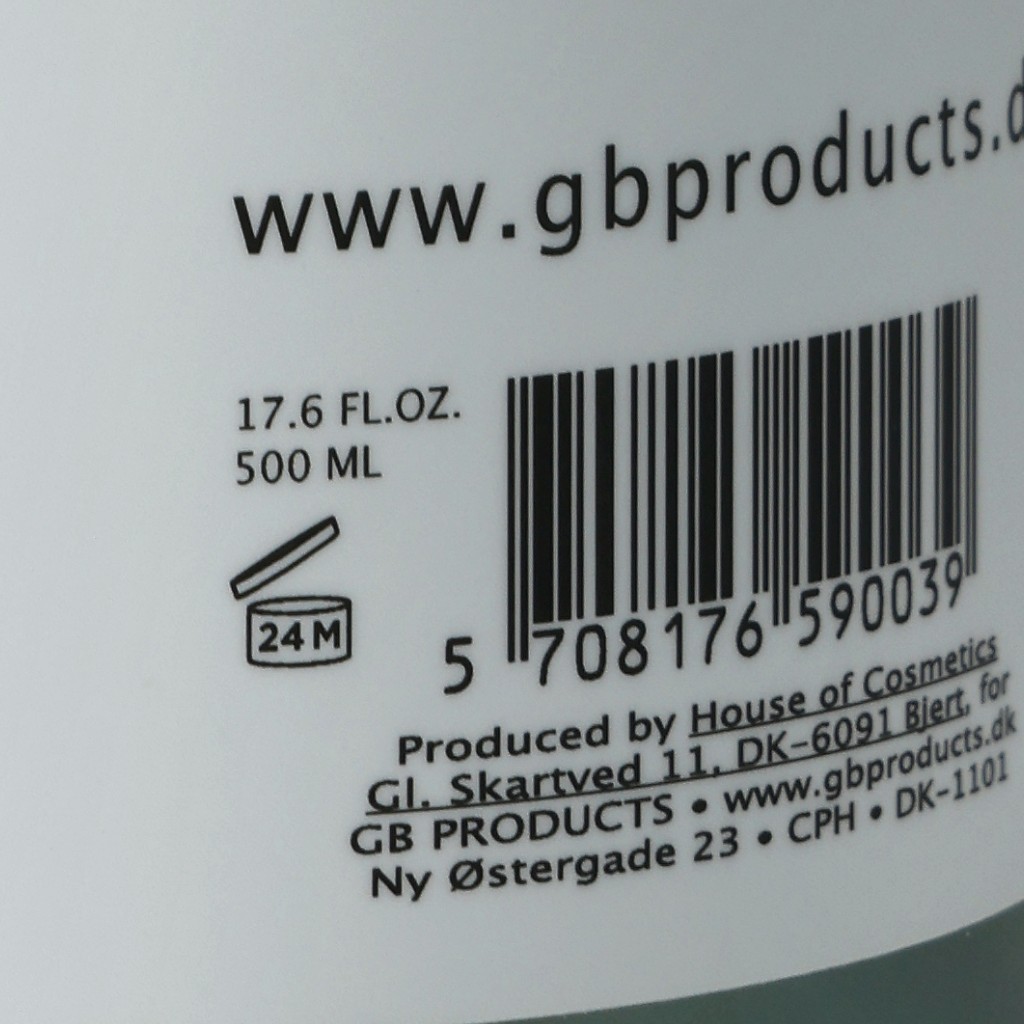 www.gbproducts.d
17.6 FL.OZ.
500 ML
24 M
5 708176 590039
Produced by House of Cosmetics
Gl. Skartved 11, DK-6091 Bjert, for
GB PRODUCTS • www.gbproducts.dk
Ny Østergade 23 • CPH • DK-1101